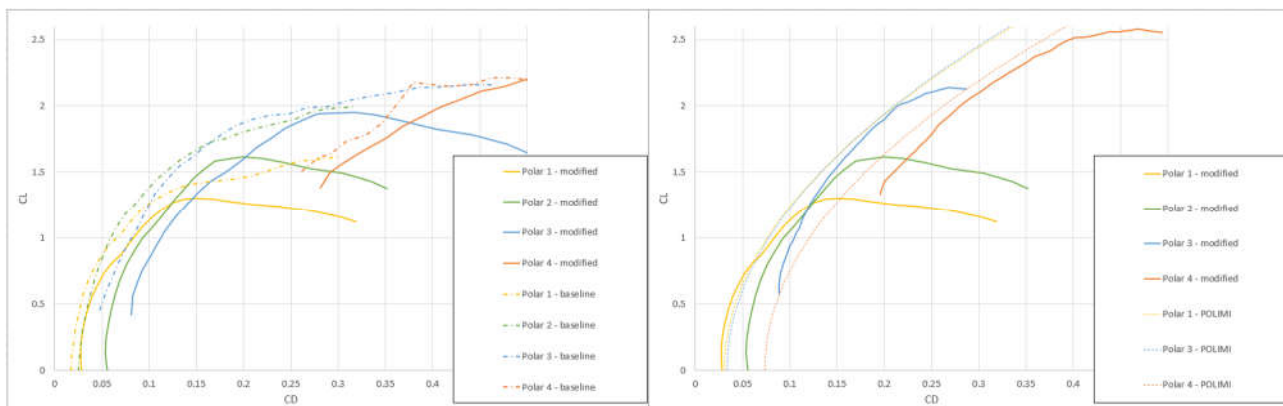 2.5
2
1.5
1
0.5
0
CL
0 0.05 0.1 0.15 0.2 0.25 0.3 0.35 0.4
CD
Polar 1 - modified
Polar 2 - modified
Polar 3 - modified
Polar 4 - modified
Polar 1 - baseline
Polar 2 - baseline
Polar 3 - baseline
Polar 4 - baseline
2.5
2
1.5
1
0.5
0
CL
0 0.05 0.1 0.15 0.2 0.25 0.3 0.35 0.4
CD
Polar 1 - modified
Polar 2 - modified
Polar 3 - modified
Polar 4 - modified
Polar 1 - POLIMI
Polar 3 - POLIMI
Polar 4 - POLIMI